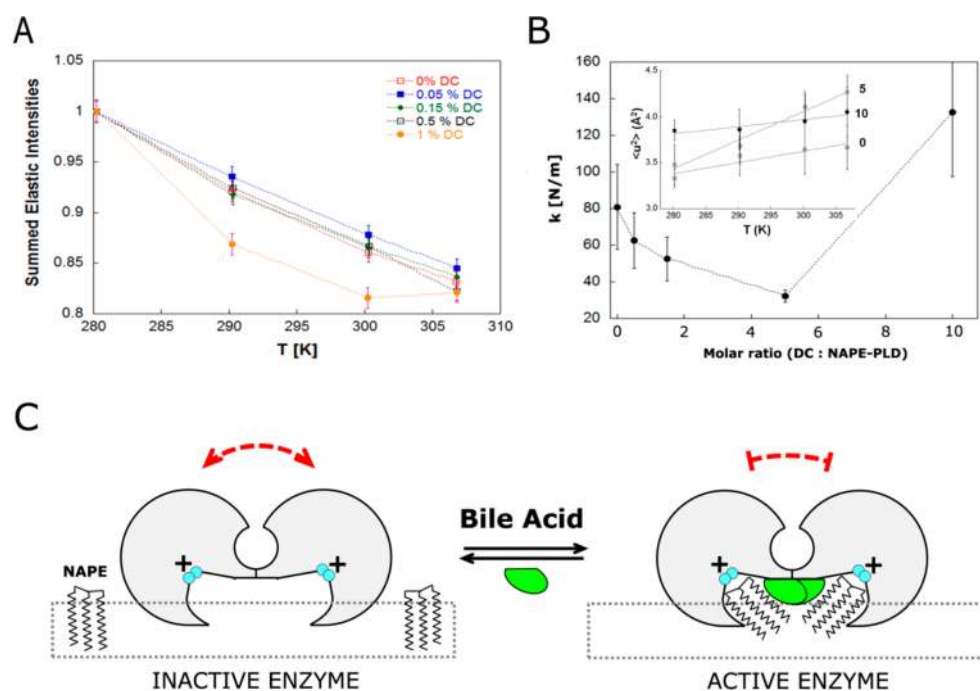 A
Summed Elastic Intensities
1.05
1
0.95
0.9
0.85
0.8
280
285
290
295
300
305
310
T [K]
0% DC
0.05 % DC
0.15 % DC
0.5 % DC
1 % DC
B
k [N/m]
160
140
120
100
80
60
40
20
0
2
4
6
8
10
Molar ratio (DC : NAPE-PLD)
<u²> (Å²)
4.5
4.0
3.5
3.0
280
285
290
295
300
305
T (K)
5
10
0
C
NAPE
+
+
INACTIVE ENZYME
Bile Acid
+
+
ACTIVE ENZYME